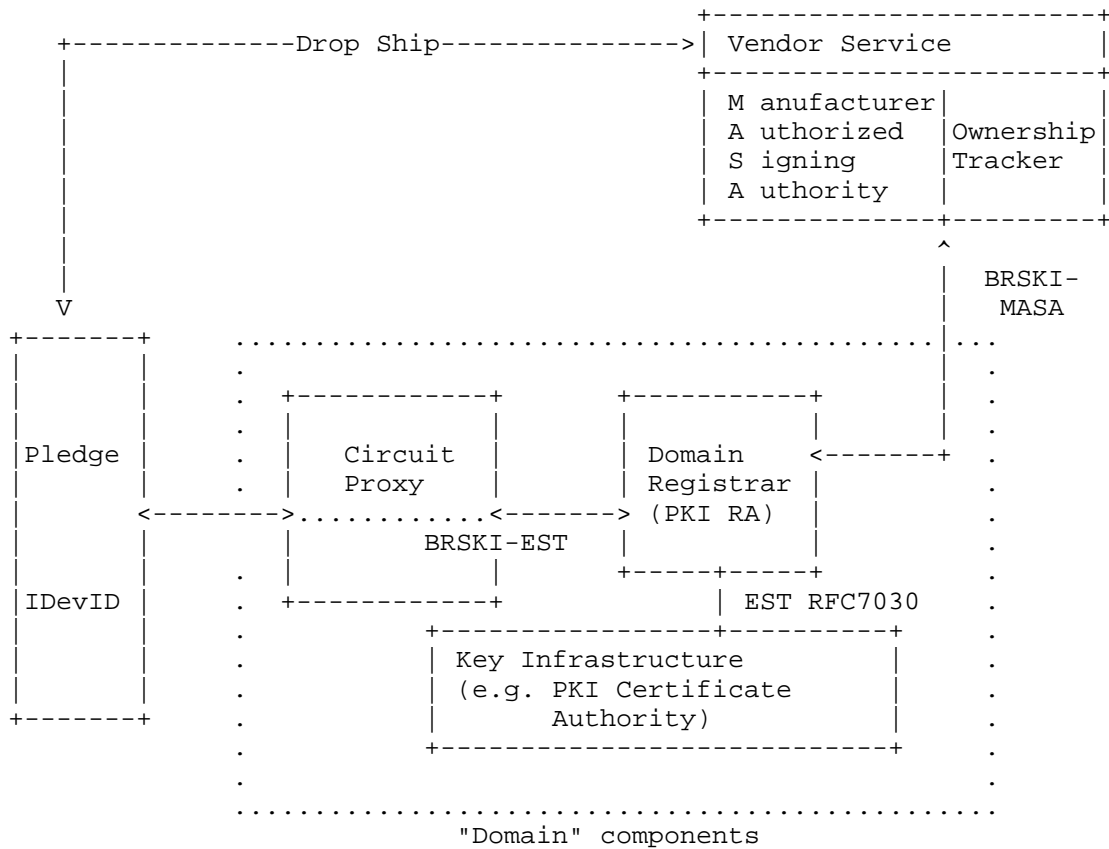 Drop Ship
Vendor Service
M anufacturer
A uthorized Ownership
S igning Tracker
A uthority
BRSKI-
V MASA
Pledge Circuit Domain
Proxy Registrar
(PKI RA)
BRSKI-EST
IDevID EST RFC7030
Key Infrastructure
(e.g. PKI Certificate
Authority)
"Domain" components